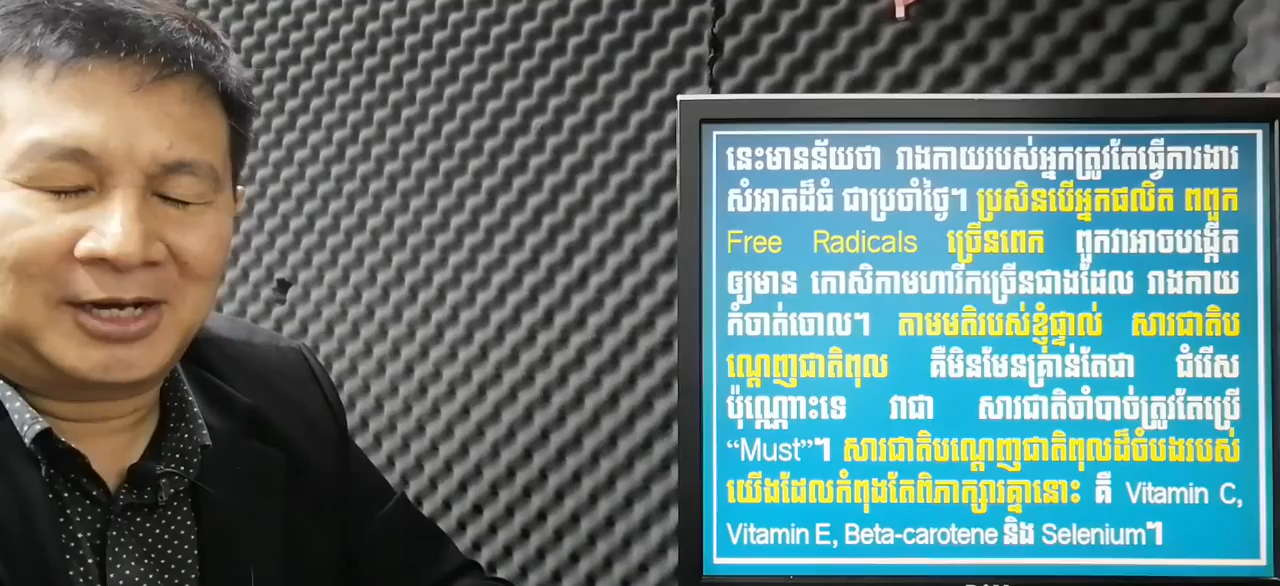 នេះមានន័យថា រាងកាយរបស់អ្នកត្រូវតែធ្វើការងារ
សំអាតដ៏ធំ ជាប្រចាំថ្ងៃ។ ប្រសិនបើអ្នកផលិត ពពួក
Free Radicals ច្រើនពេក ពួកវាអាចបង្កើត
ឲ្យមាន កោសិកាមហារីកច្រើនជាងដែល រាងកាយ
កំចាត់ចោល។ តាមមតិរបស់ខ្ញុំផ្ទាល់ សារជាតិប
ណ្តេញជាតិពុល គឺមិនមែនគ្រាន់តែជា ជំរើស
ប៉ុណ្ណោះទេ វាជា សារជាតិចាំបាច់ត្រូវតែប្រើ
“Must”។ សារជាតិបណ្តេញជាតិពុលដ៏ចំបងរបស់
យើងដែលកំពុងតែពិភាក្សារគ្នានោះ គឺ Vitamin C,
Vitamin E, Beta-carotene និង Selenium។